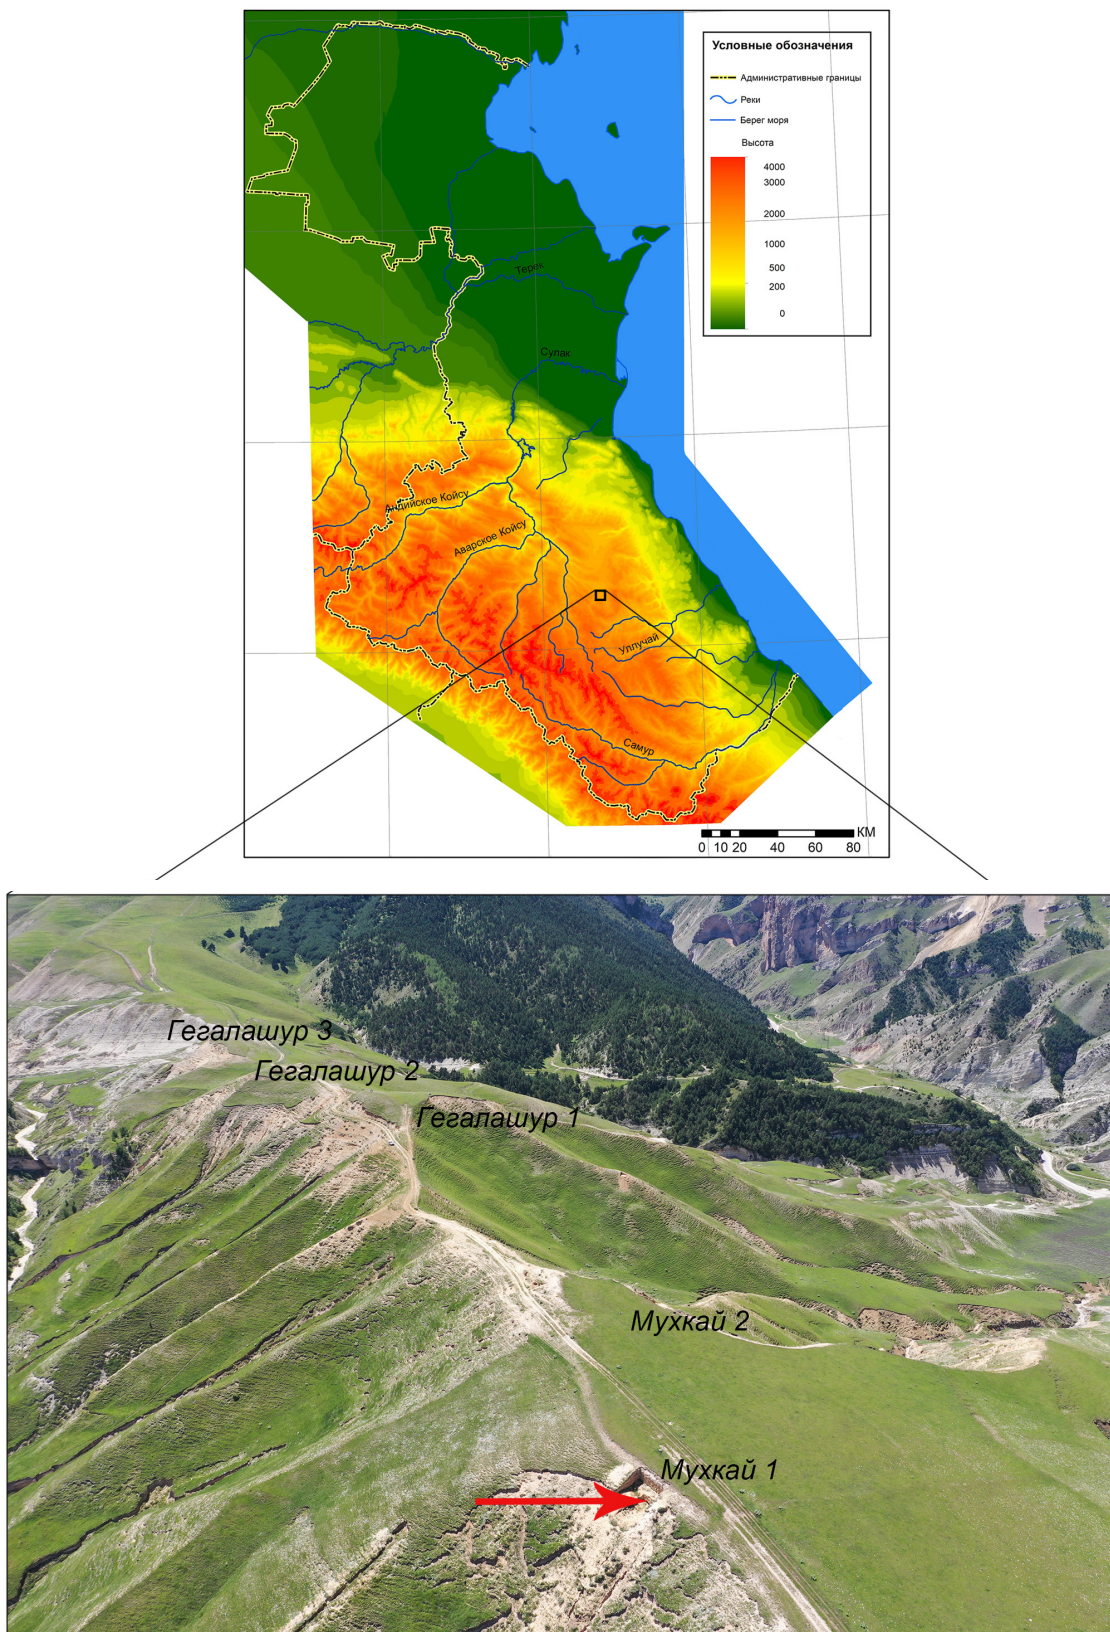 Условные обозначения
Административные границы
Реки
Берег моря
Высота
4000
3000
2000
1000
500
200
0
Терек
Сулак
Андийское Койсу
Аварское Койсу
Уллучай
Самур
КМ
0 10 20 40 60 80
Гегалашур 3
Гегалашур 2
Гегалашур 1
Мухкай 2
Мухкай 1